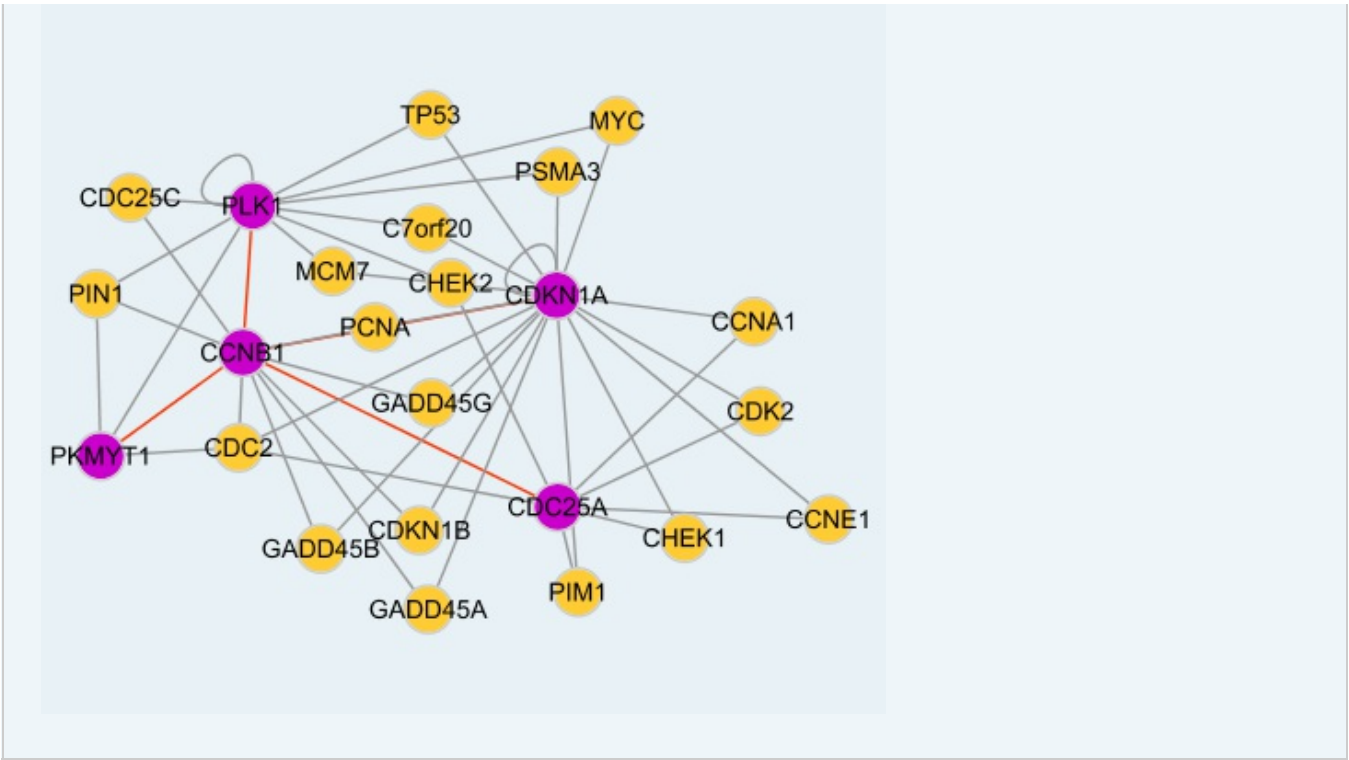 TP53
MYC
PSMA3
CDC25C
PLK1
C7orf20
MCM7
CHEK2
PIN1
CDKN1A
PCNA
CCNA1
CCNB1
GADD45G
CDK2
CDC2
PKMYT1
CDC25A
CCNE1
CDKN1B
CHEK1
GADD45B
PIM1
GADD45A